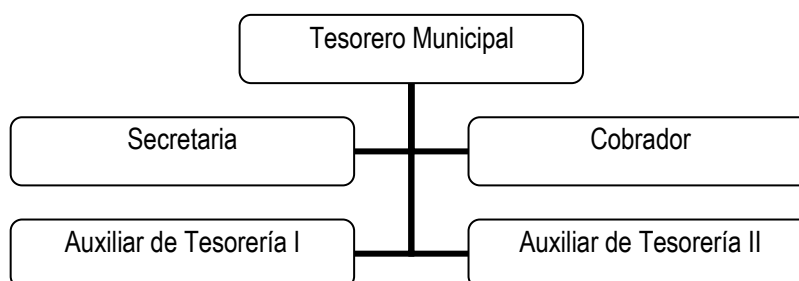 Tesorero Municipal
Secretaria
Cobrador
Auxiliar de Tesorería I
Auxiliar de Tesorería II